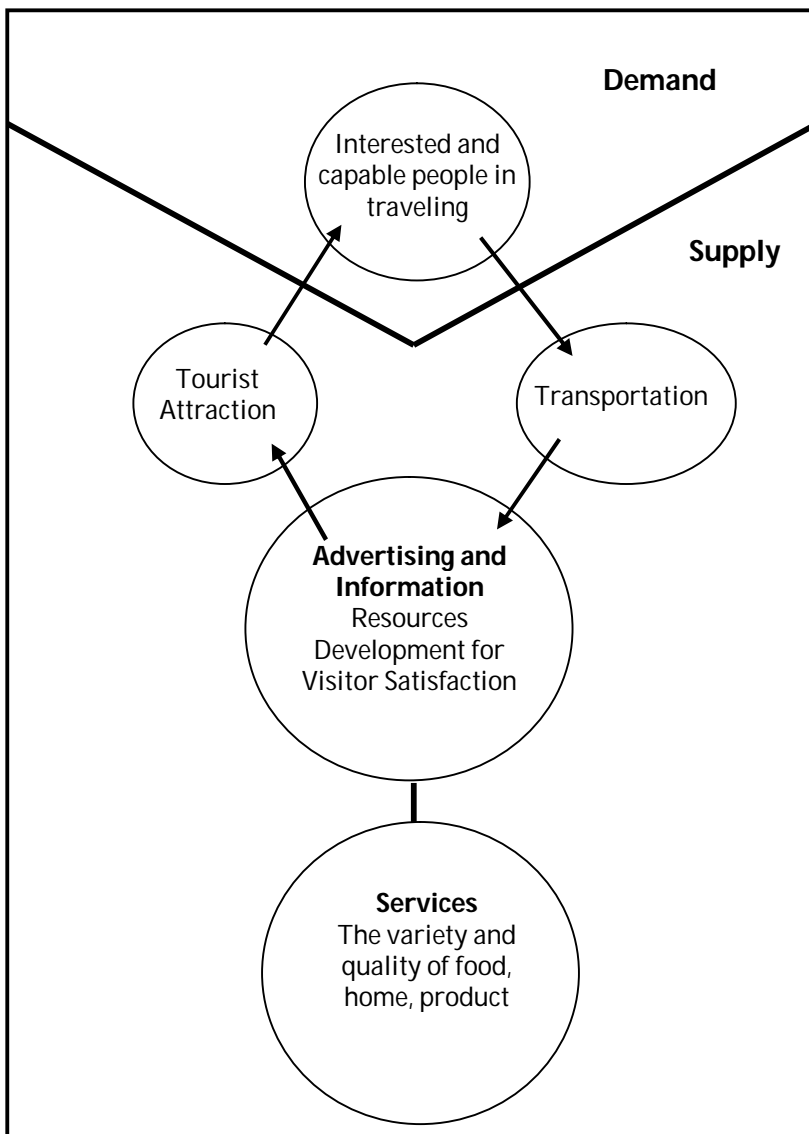 Demand
Interested and
capable people in
traveling
Supply
Tourist
Attraction
Transportation
Advertising and
Information
Resources
Development for
Visitor Satisfaction
Services
The variety and
quality of food,
home, product